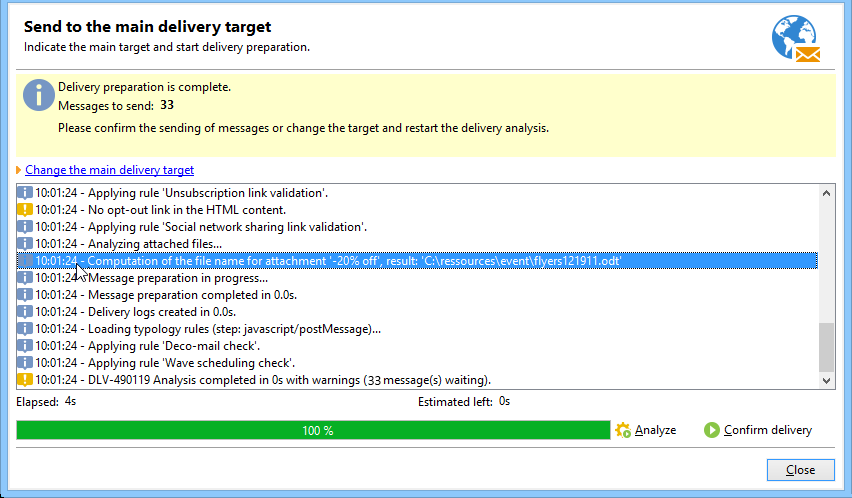 Send to the main delivery target
Indicate the main target and start delivery preparation.
Delivery preparation is complete.
Messages to send: 33
Please confirm the sending of messages or change the target and restart the delivery analysis.
Change the main delivery target
10:01:24 - Applying rule 'Unsubscription link validation'.
10:01:24 - No opt-out link in the HTML content.
10:01:24 - Applying rule 'Social network sharing link validation'.
10:01:24 - Analyzing attached files...
10:01:24 - Computation of the file name for attachment '-20% off', result: 'C:\ressources\event\flyers121911.odt'
10:01:24 - Message preparation in progress...
10:01:24 - Message preparation completed in 0.0s.
10:01:24 - Delivery logs created in 0.0s.
10:01:24 - Loading typology rules (step: javascript/postMessage)...
10:01:24 - Applying rule 'Deco-mail check'.
10:01:24 - Applying rule 'Wave scheduling check'.
10:01:24 - DLV-490119 Analysis completed in 0s with warnings (33 message(s) waiting).
Elapsed: 4s Estimated left: 0s
100 % Analyze Confirm delivery
Close